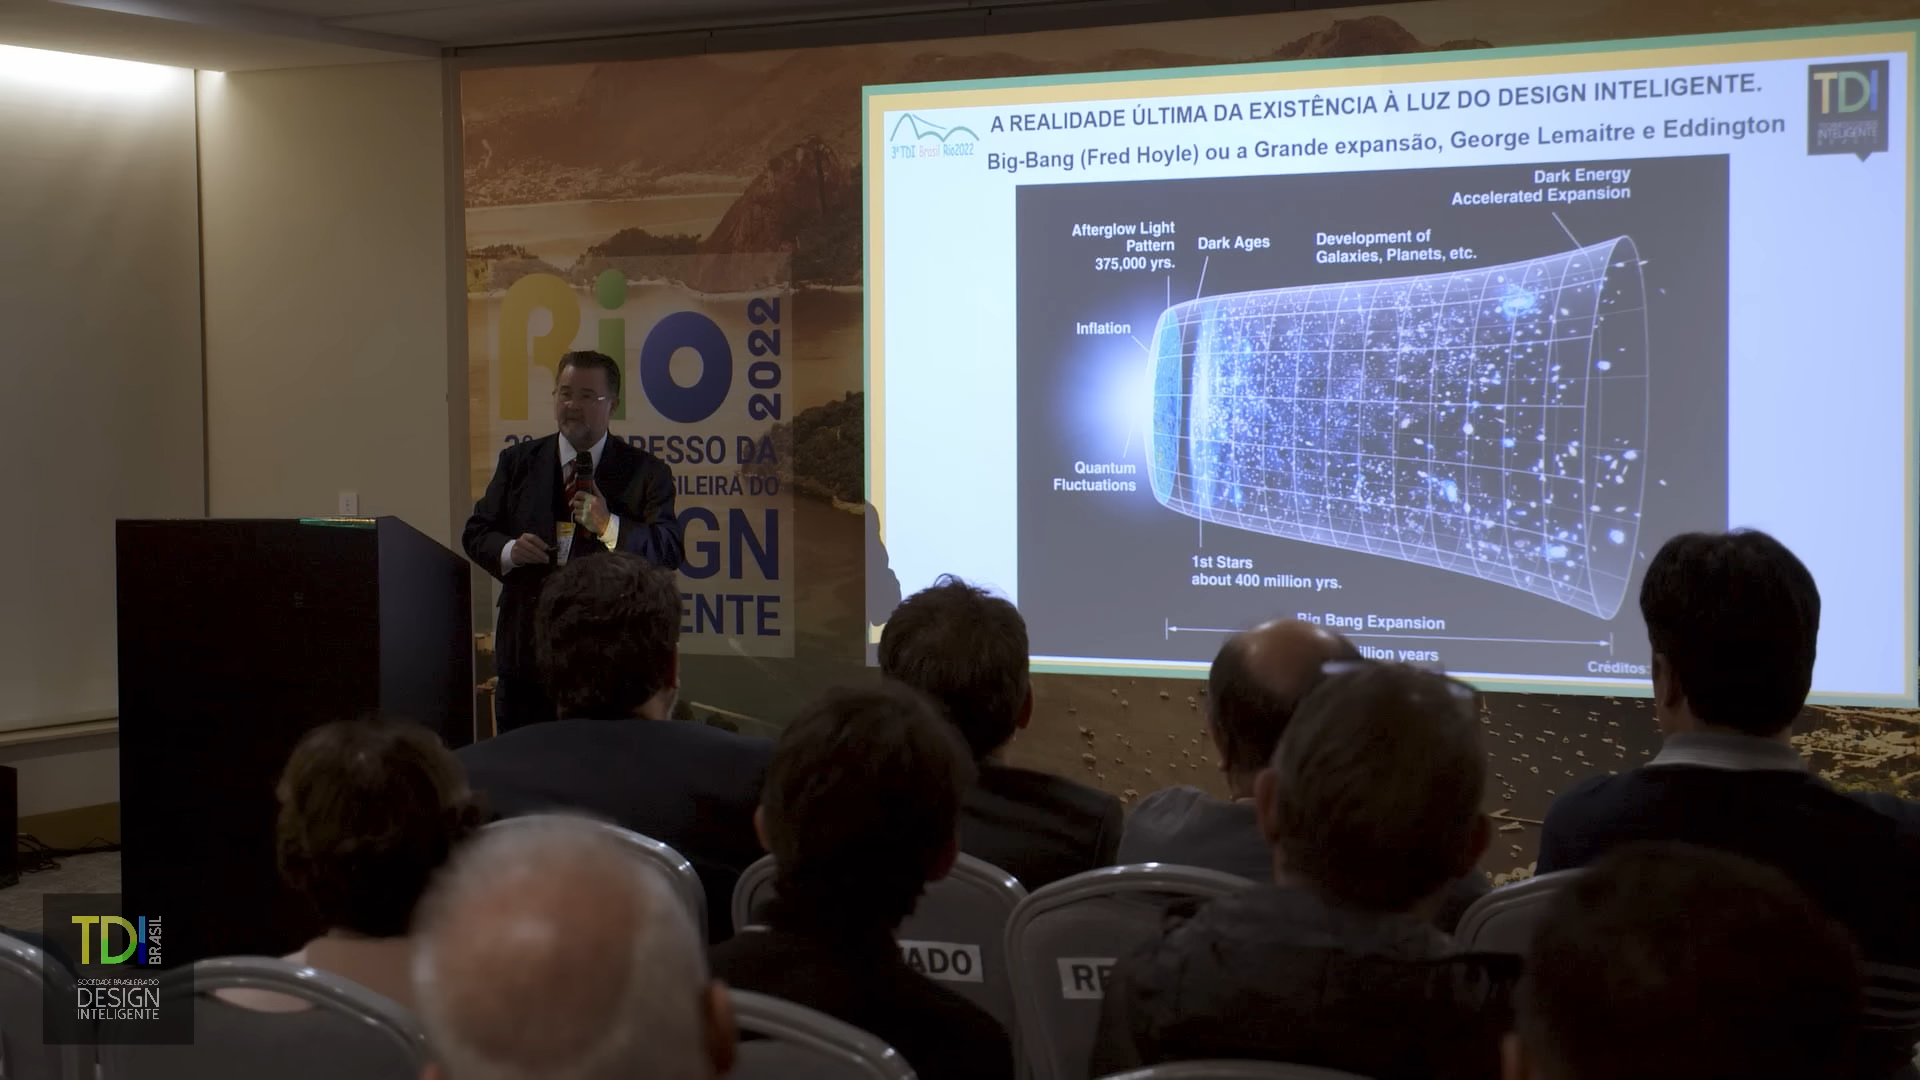 A REALIDADE ÚLTIMA DA EXISTÊNCIA À LUZ DO DESIGN INTELIGENTE.
Big-Bang (Fred Hoyle) ou a Grande expansão, George Lemaitre e Eddington
3º TDI Brasil Rio2022
TDI
INTELIGENTE
Dark Energy
Accelerated Expansion
Afterglow Light
Pattern
375,000 yrs.
Dark Ages
Development of
Galaxies, Planets, etc.
Inflation
Quantum
Fluctuations
1st Stars
about 400 million yrs.
Big Bang Expansion
illion years
Créditos:
Rio
2022
ESSO DA
SILEIRA DO
GN
ENTE
ADO
RE
TDI
BRASIL
SOCIEDADE BRASILEIRA DO
DESIGN
INTELIGENTE